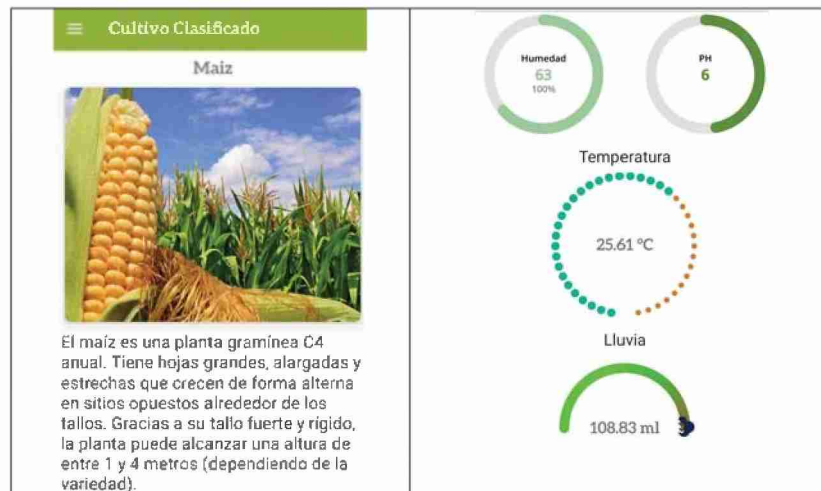 Cultivo Clasificado
Maiz
El maíz es una planta gramínea C4
anual. Tiene hojas grandes, alargadas y
estrechas que crecen de forma alterna
en sitios opuestos alrededor de los
tallos. Gracias a su tallo fuerte y rígido,
la planta puede alcanzar una altura de
entre 1 y 4 metros (dependiendo de la
variedad).
Humedad
63
100%
PH
6
Temperatura
25.61 °C
Lluvia
108.83 ml